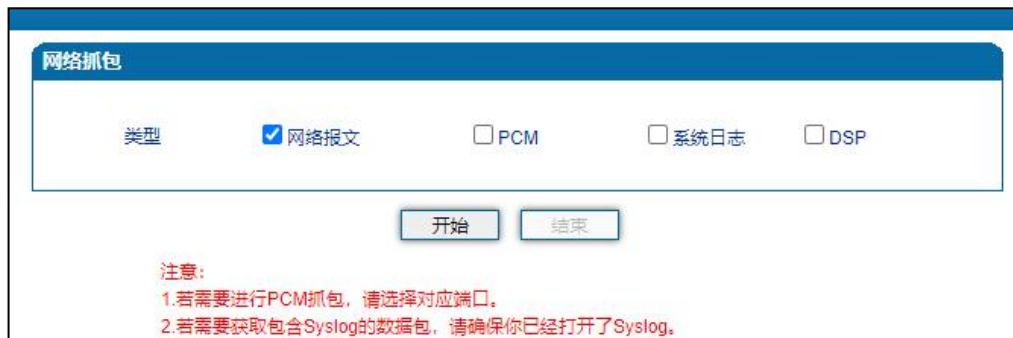 网络抓包
类型 网络报文 PCM 系统日志 DSP
开始 结束
注意:
1.若需要进行PCM抓包，请选择对应端口。
2.若需要获取包含Syslog的数据包，请确保你已经打开了Syslog。